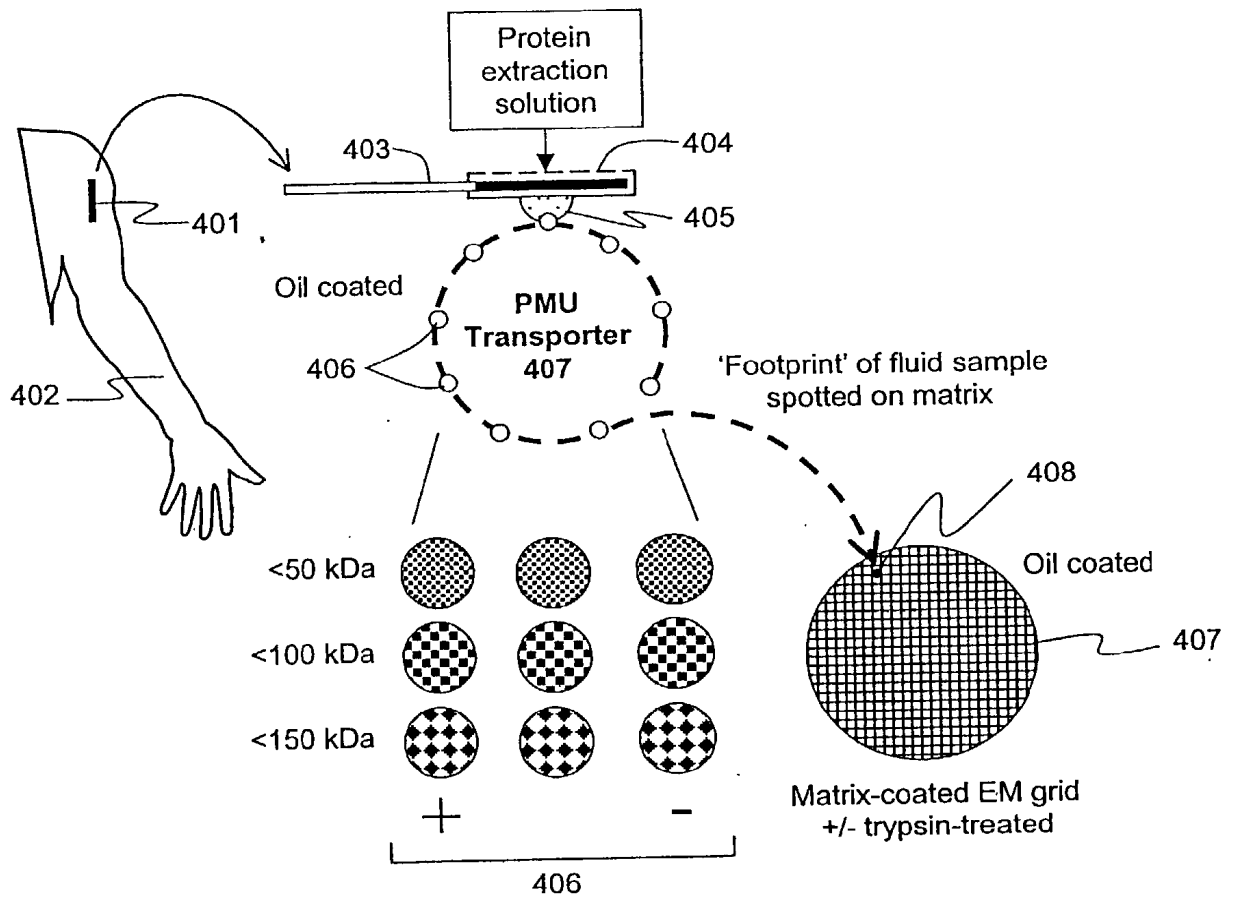 Protein
extraction
solution
403
404
401
405
Oil coated
PMU
Transporter
407
406
402
'Footprint' of fluid sample
spotted on matrix
408
<50 kDa
Oil coated
<100 kDa
407
<150 kDa
Matrix-coated EM grid
+/- trypsin-treated
+ -
406